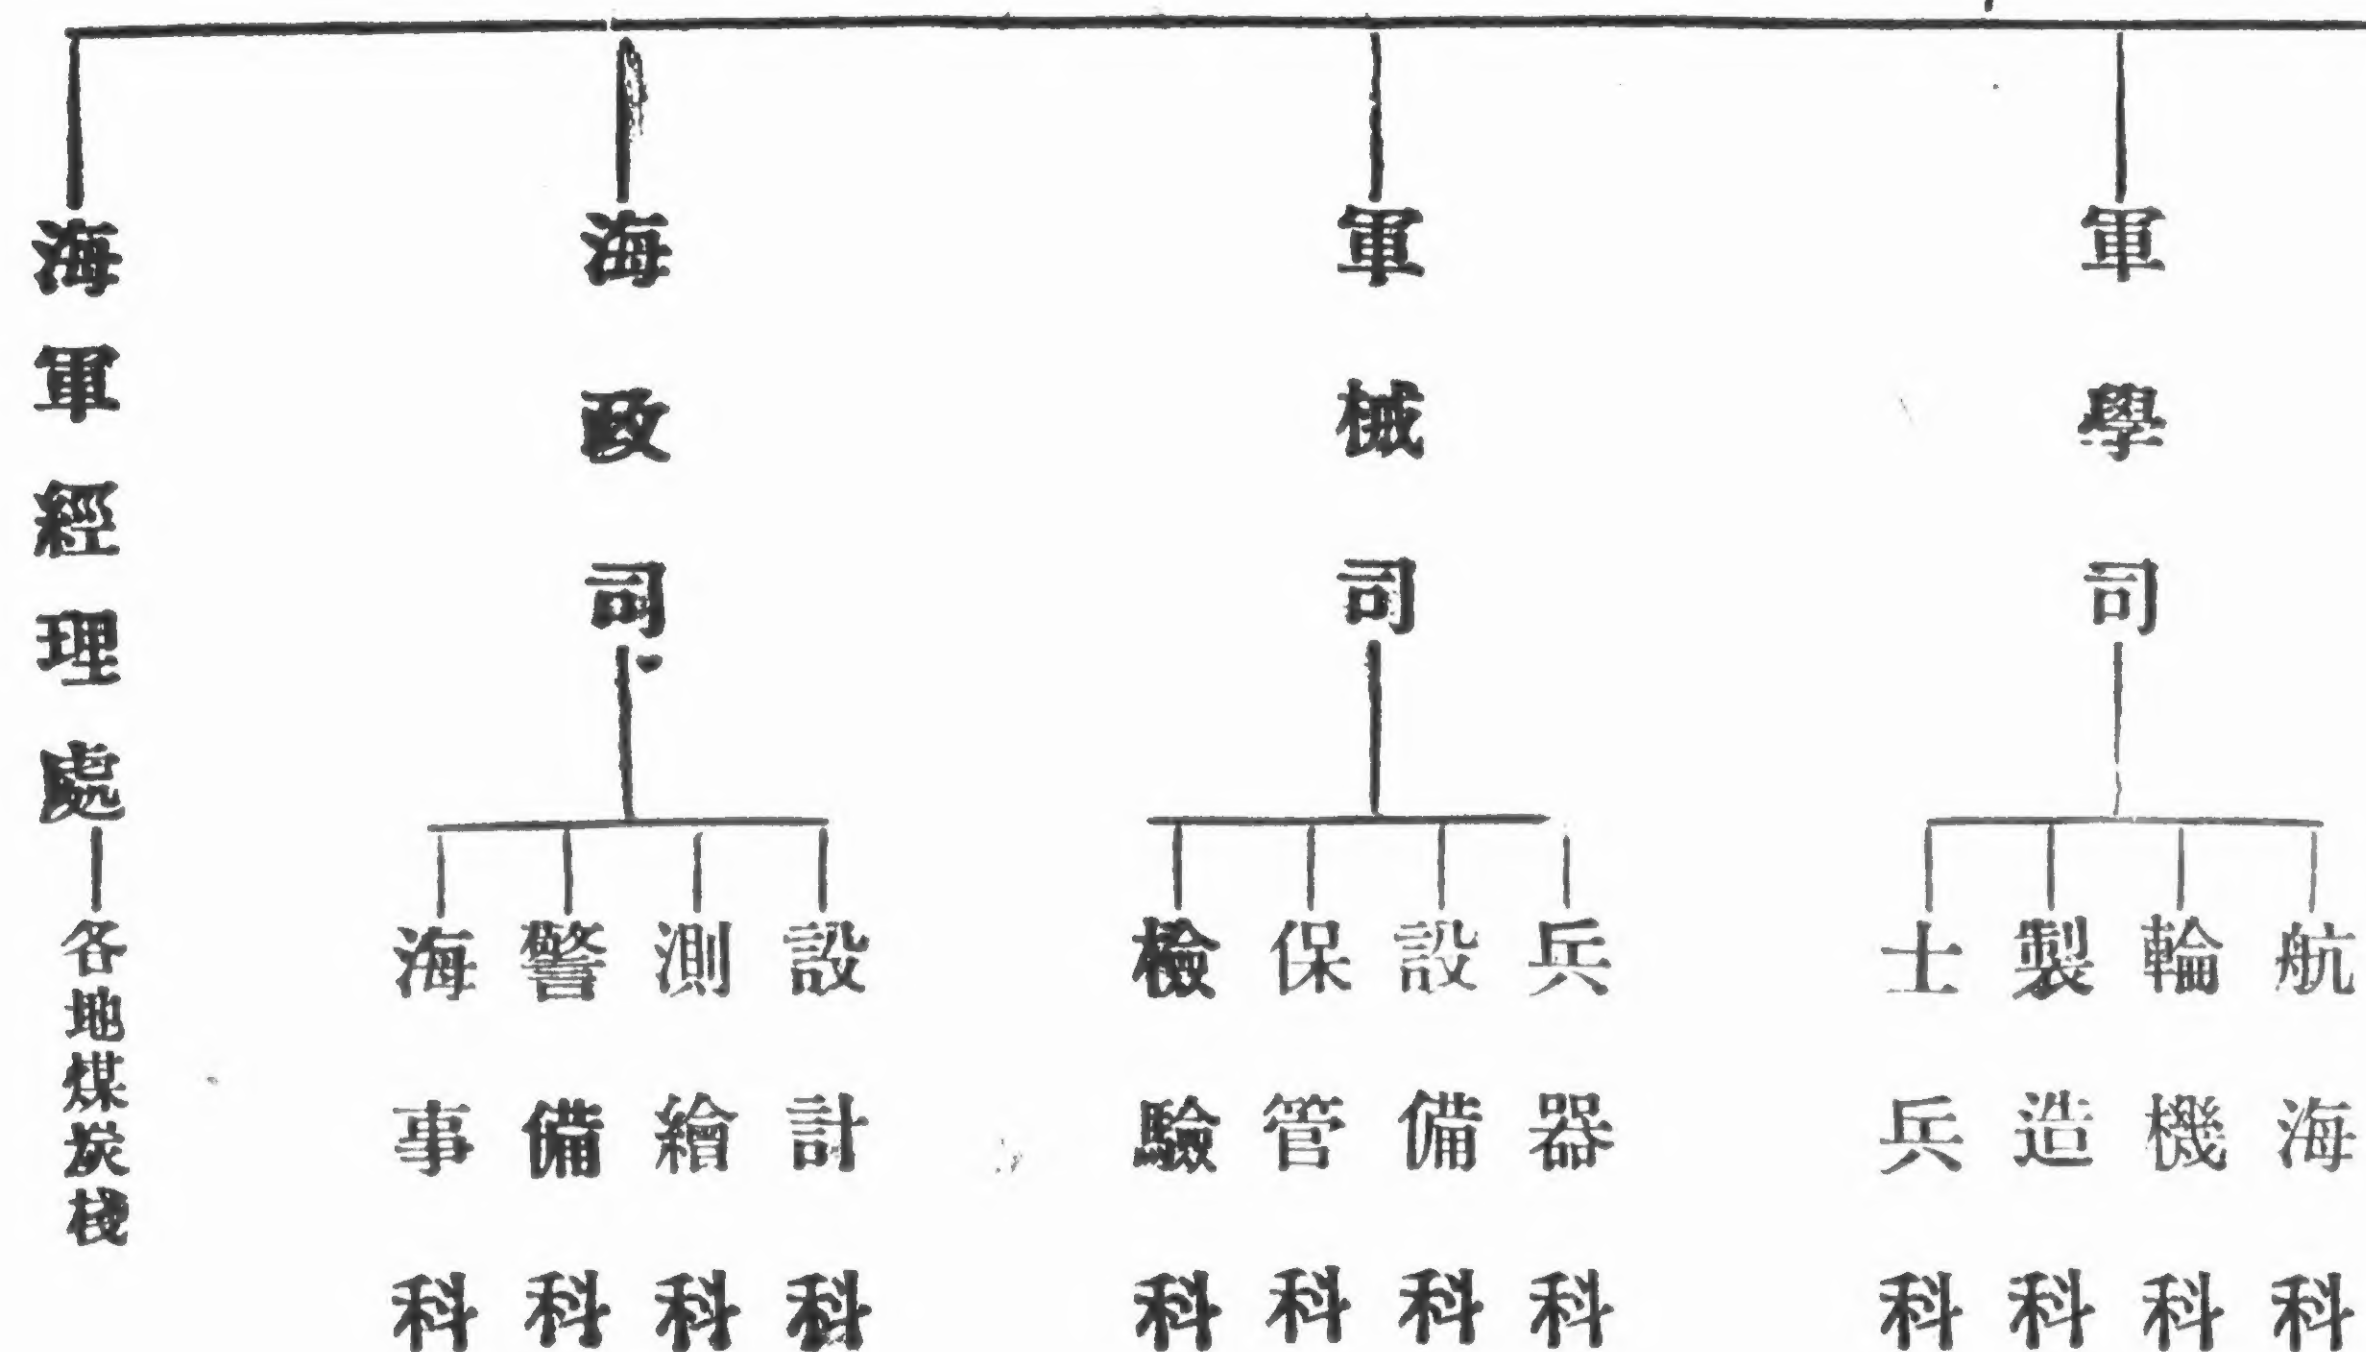 軍學司
航海科
輪機科
製造科
士兵科
軍械司
兵器科
設備科
保管科
檢驗科
海政司
設計科
測繪科
警備科
海事科
海軍經理處
各地煤炭棧